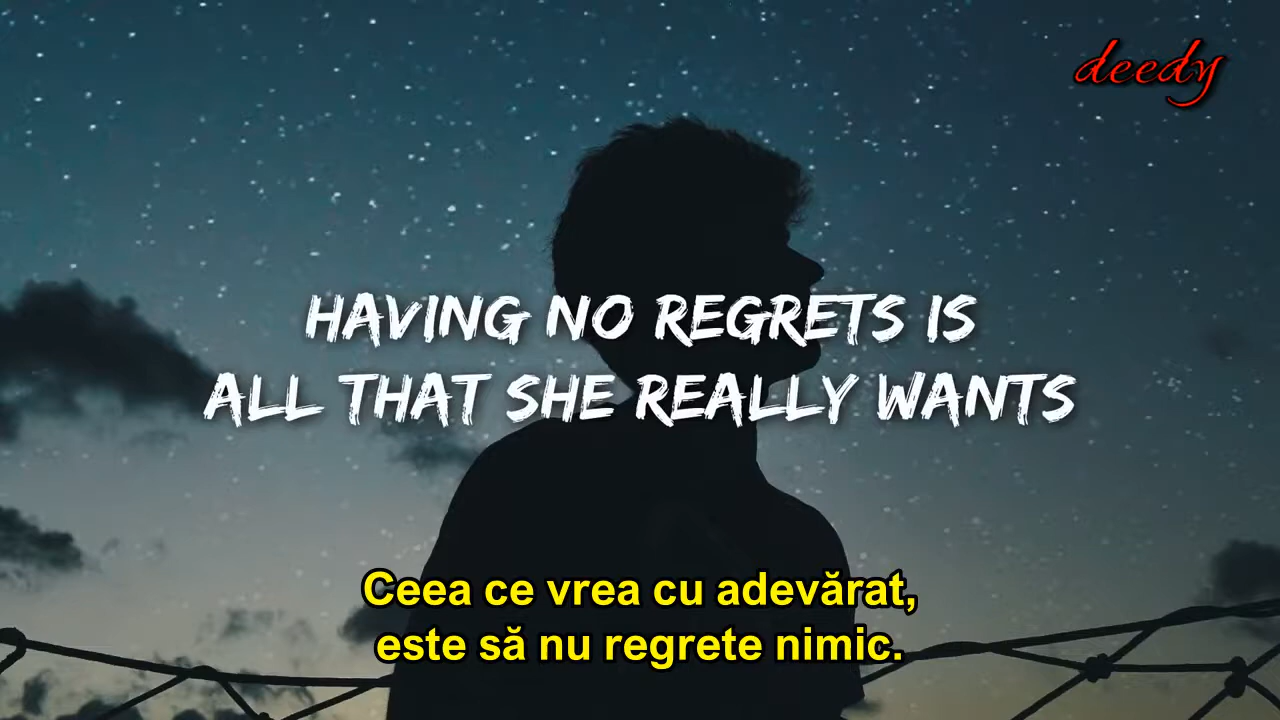 deedy
HAVING NO REGRETS IS
ALL THAT SHE REALLY WANTS
Ceea ce vrea cu adevărat,
este să nu regrete nimic.